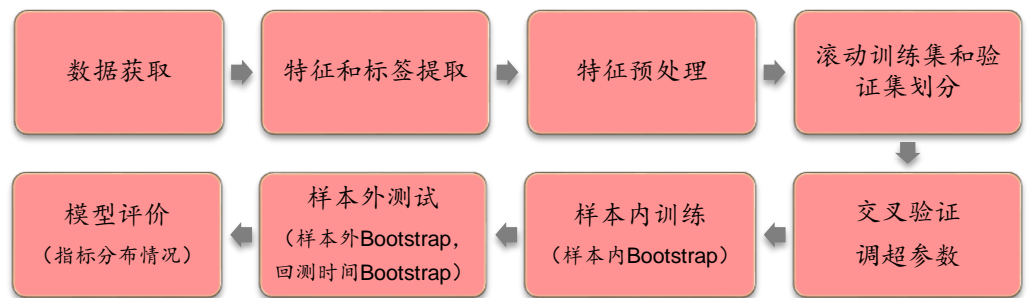 数据获取
特征和标签提取
特征预处理
滚动训练集和验
证集划分
交叉验证
调超参数
样本内训练
（样本内Bootstrap）
样本外测试
（样本外Bootstrap，
回测时间Bootstrap）
模型评价
（指标分布情况）